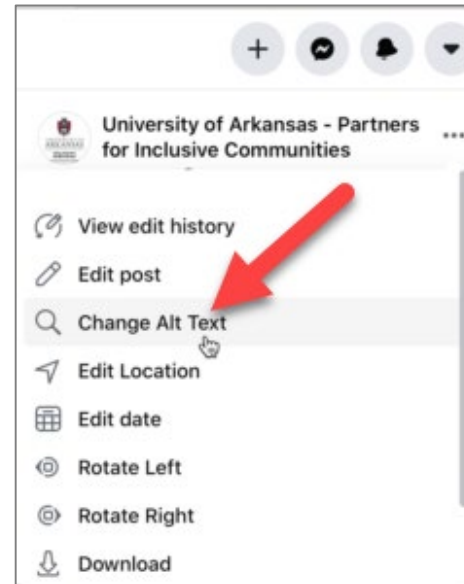 University of Arkansas - Partners
for Inclusive Communities
View edit history
Edit post
Change Alt Text
Edit Location
Edit date
Rotate Left
Rotate Right
Download